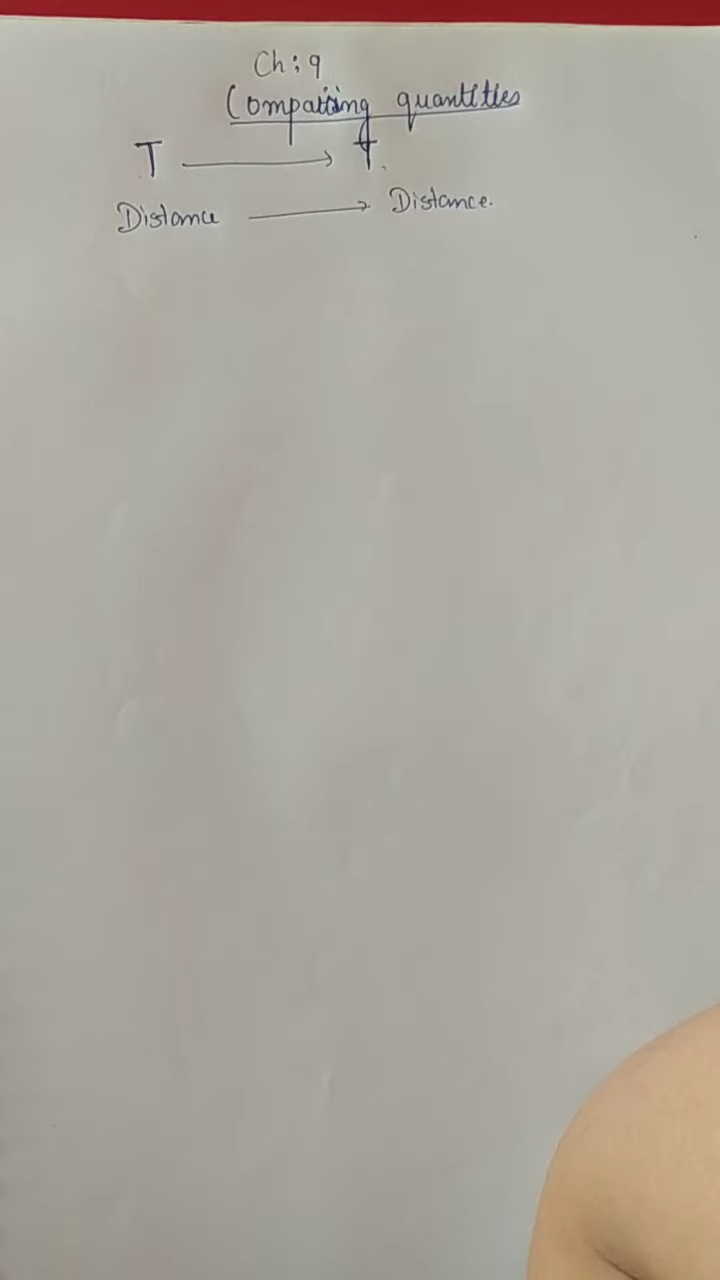 Ch: 9
Comparing quantities
T → T.
Distance → Distance.